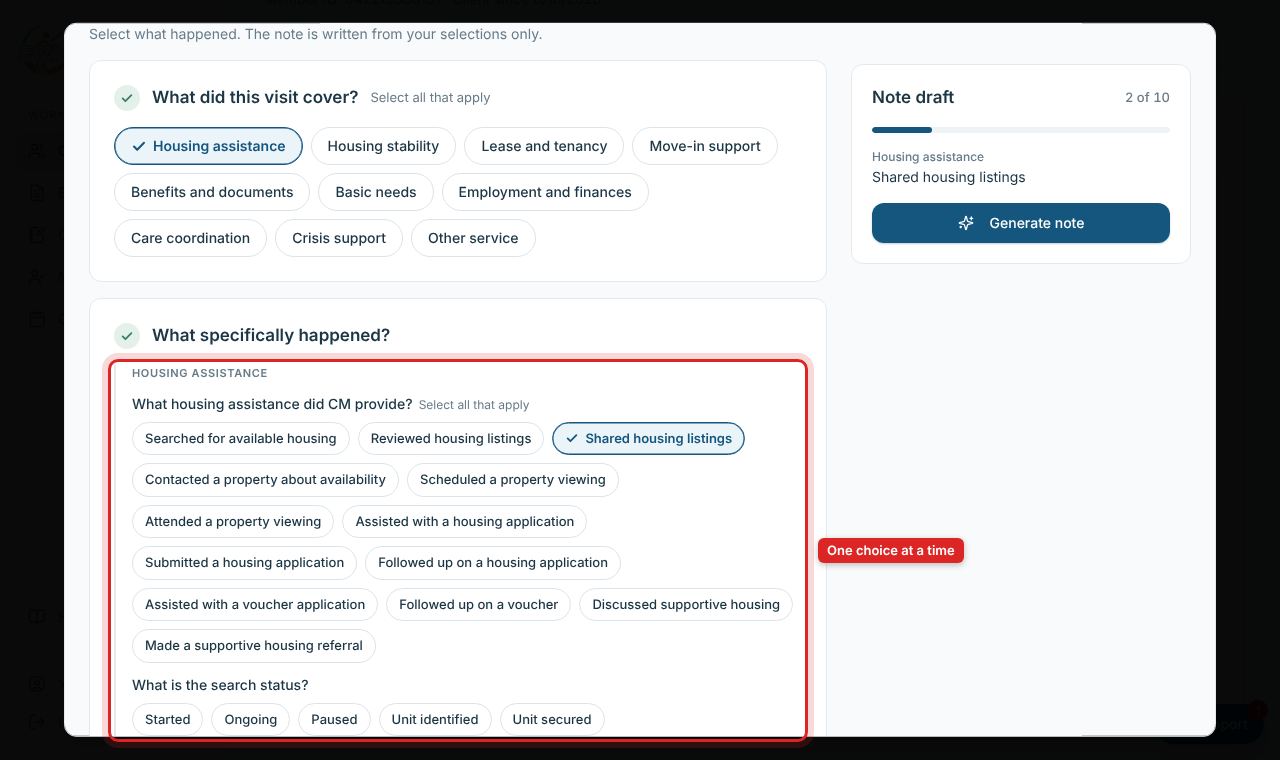 Select what happened. The note is written from your selections only.
What did this visit cover? Select all that apply
Housing assistance
Housing stability
Lease and tenancy
Move-in support
Benefits and documents
Basic needs
Employment and finances
Care coordination
Crisis support
Other service
Note draft
2 of 10
Housing assistance
Shared housing listings
Generate note
What specifically happened?
HOUSING ASSISTANCE
What housing assistance did CM provide? Select all that apply
Searched for available housing
Reviewed housing listings
Shared housing listings
Contacted a property about availability
Scheduled a property viewing
Attended a property viewing
Assisted with a housing application
Submitted a housing application
Followed up on a housing application
One choice at a time
Assisted with a voucher application
Followed up on a voucher
Discussed supportive housing
Made a supportive housing referral
What is the search status?
Started
Ongoing
Paused
Unit identified
Unit secured